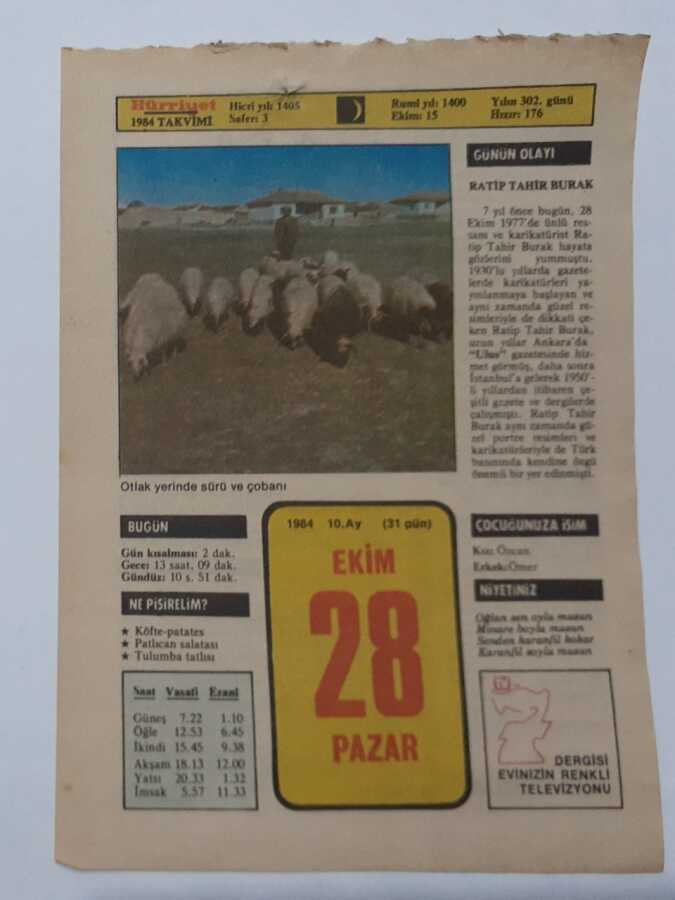 Hürriyet
1984 TAKVİMİ
Hicri yılı: 1405
Safer: 3
Rumi yıl: 1400
Ekim: 15
Yılın 302. günü
Hızır: 176
GÜNÜN OLAYI
RATİP TAHİR BURAK
7 yıl önce bugün, 28
Ekim 1977'de ünlü res-
sam ve karikatürist Ra-
tip Tahir Burak hayata
gözlerini yummuştu.
1930'lu yıllarda gazete-
lerde karikatürleri ya-
yınlanmaya başlayan ve
aynı zamanda güzel re-
simleriyle de dikkati çe-
ken Ratip Tahir Burak,
uzun yıllar Ankara'da
"Ulus" gazetesinde hiz-
met görmüş, daha sonra
İstanbul'a gelerek 1950'-
li yıllardan itibaren çe-
şitli gazete ve dergilerde
çalışmıştı. Ratip Tahir
Burak aynı zamanda gü-
zel portre resimleri ve
karikatürleriyle de Türk
basınında kendine özgü
önemli bir yer edinmişti.
Otlak yerinde sürü ve çobanı
BUGÜN
Gün kısalması: 2 dak.
Gece: 13 saat, 09 dak.
Gündüz: 10 s. 51 dak.
NE PİŞİRELİM?
★ Köfte-patates
★ Patlıcan salatası
★ Tulumba tatlısı
Saat Vasati Ezani
Güneş 7.22 1.10
Öğle 12.53 6.45
İkindi 15.45 9.38
Akşam 18.13 12.00
Yatsı 20.33 1.32
İmsak 5.57 11.33
1984 10.Ay (31 gün)
EKİM
28
PAZAR
ÇOCUĞUNUZA İSİM
Kız: Özcan
Erkek: Ömer
NİYETİNİZ
Oğlan sen oylu musun
Minare boylu musun
Senden karanfil kokar
Karanfil soylu musun
TV
DERGİSİ
EVİNİZİN RENKLİ
TELEVİZYONU